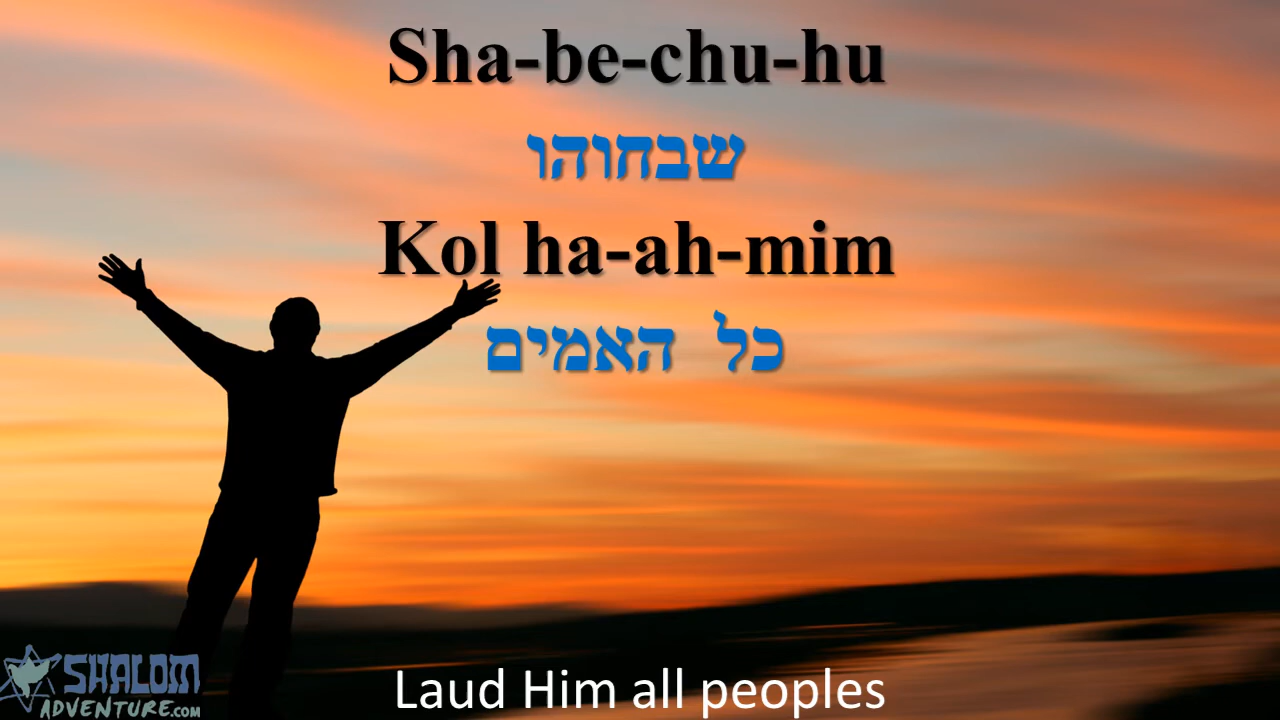 Sha-be-chu-hu
שבחוהו
Kol ha-ah-mim
כל האמים
Laud Him all peoples
SHALOM
ADVENTURE.COM